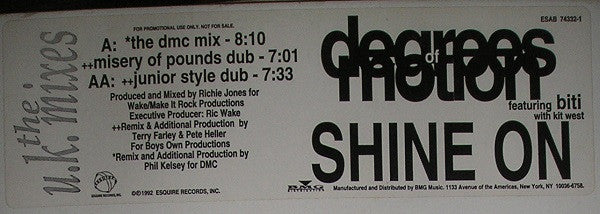 the
u.k. mixes
FOR PROMOTIONAL USE ONLY. NOT FOR SALE.
A: *the dmc mix - 8:10
++misery of pounds dub - 7:01
AA: ++junior style dub - 7:33
Produced and Mixed by Richie Jones for
Wake/Make It Rock Productions
Executive Producer: Ric Wake
++Remix & Additional Production by
Terry Farley & Pete Heller
For Boys Own Productions
*Remix and Additional Production by
Phil Kelsey for DMC
ESQUIRE RECORDS, INC.
©℗1992 ESQUIRE RECORDS, INC.
ESAB 74332-1
degrees
of
motion
featuring biti
with kit west
SHINE ON
BMG
Manufactured and Distributed by BMG Music. 1133 Avenue of the Americas, New York, NY 10036-6758.